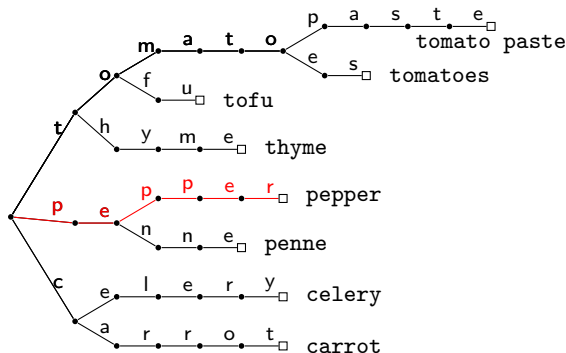 p a s t e
m a t o
tomato paste
o f e s tomatoes
u tofu
t h y m e thyme
p e p p e r pepper
n n e penne
c e l e r y celery
a r r o t carrot